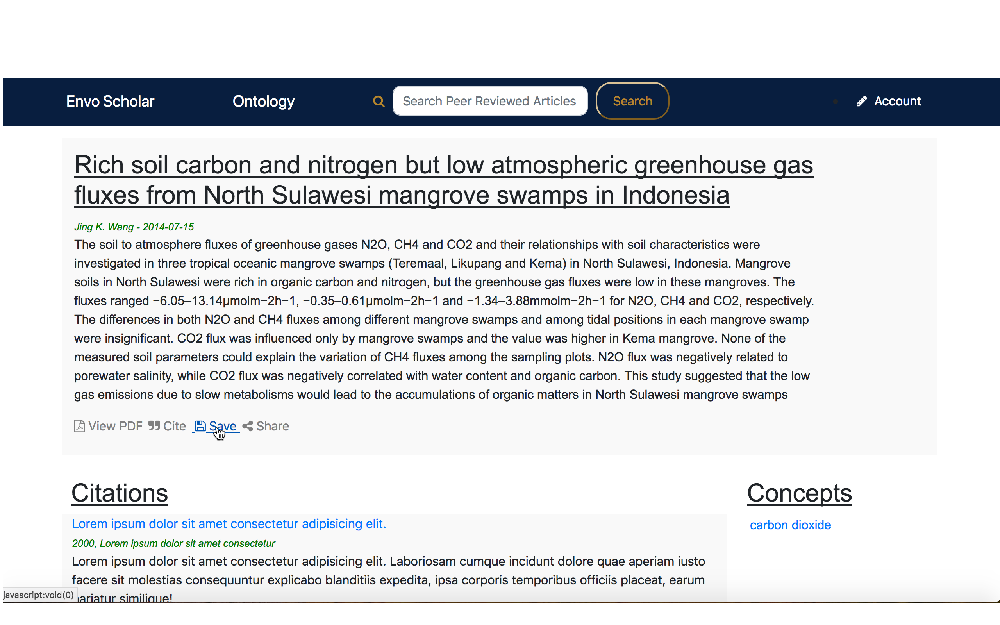 Envo Scholar Ontology Search Peer Reviewed Articles Search Account
Rich soil carbon and nitrogen but low atmospheric greenhouse gas
fluxes from North Sulawesi mangrove swamps in Indonesia
Jing K. Wang - 2014-07-15
The soil to atmosphere fluxes of greenhouse gases N2O, CH4 and CO2 and their relationships with soil characteristics were
investigated in three tropical oceanic mangrove swamps (Teremaal, Likupang and Kema) in North Sulawesi, Indonesia. Mangrove
soils in North Sulawesi were rich in organic carbon and nitrogen, but the greenhouse gas fluxes were low in these mangroves. The
fluxes ranged −6.05–13.14μmolm−2h−1, −0.35–0.61μmolm−2h−1 and −1.34–3.88mmolm−2h−1 for N2O, CH4 and CO2, respectively.
The differences in both N2O and CH4 fluxes among different mangrove swamps and among tidal positions in each mangrove swamp
were insignificant. CO2 flux was influenced only by mangrove swamps and the value was higher in Kema mangrove. None of the
measured soil parameters could explain the variation of CH4 fluxes among the sampling plots. N2O flux was negatively related to
porewater salinity, while CO2 flux was negatively correlated with water content and organic carbon. This study suggested that the low
gas emissions due to slow metabolisms would lead to the accumulations of organic matters in North Sulawesi mangrove swamps
View PDF Cite Save Share
Citations
Lorem ipsum dolor sit amet consectetur adipisicing elit.
2000, Lorem ipsum dolor sit amet consectetur
Lorem ipsum dolor sit amet consectetur adipisicing elit. Laboriosam cumque incidunt dolore quae aperiam iusto
facere sit molestias consequuntur explicabo blanditiis expedita, ipsa corporis temporibus officiis placeat, earum
pariatur similique!
Concepts
carbon dioxide
javascript:void(0)